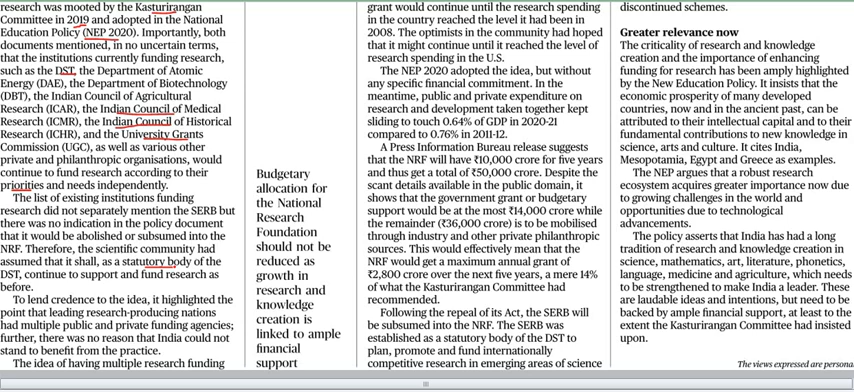 research was mooted by the Kasturirangan
Committee in 2019 and adopted in the National
Education Policy (NEP 2020). Importantly, both
documents mentioned, in no uncertain terms,
that the institutions currently funding research,
such as the DST, the Department of Atomic
Energy (DAE), the Department of Biotechnology
(DBT), the Indian Council of Agricultural
Research (ICAR), the Indian Council of Medical
Research (ICMR), the Indian Council of Historical
Research (ICHR), and the University Grants
Commission (UGC), as well as various other
private and philanthropic organisations, would
continue to fund research according to their
priorities and needs independently.
The list of existing institutions funding
research did not separately mention the SERB but
there was no indication in the policy document
that it would be abolished or subsumed into the
NRF. Therefore, the scientific community had
assumed that it shall, as a statutory body of the
DST, continue to support and fund research as
before.
To lend credence to the idea, it highlighted the
point that leading research-producing nations
had multiple public and private funding agencies;
further, there was no reason that India could not
stand to benefit from the practice.
The idea of having multiple research funding
Budgetary
allocation for
the National
Research
Foundation
should not be
reduced as
growth in
research and
knowledge
creation is
linked to ample
financial
support
grant would continue until the research spending
in the country reached the level it had been in
2008. The optimists in the community had hoped
that it might continue until it reached the level of
research spending in the U.S.
The NEP 2020 adopted the idea, but without
any specific financial commitment. In the
meantime, public and private expenditure on
research and development taken together kept
sliding to touch 0.64% of GDP in 2020-21
compared to 0.76% in 2011-12.
A Press Information Bureau release suggests
that the NRF will have ₹10,000 crore for five years
and thus get a total of ₹50,000 crore. Despite the
scant details available in the public domain, it
shows that the government grant or budgetary
support would be at the most ₹14,000 crore while
the remainder (₹36,000 crore) is to be mobilised
through industry and other private philanthropic
sources. This would effectively mean that the
NRF would get a maximum annual grant of
₹2,800 crore over the next five years, a mere 14%
of what the Kasturirangan Committee had
recommended.
Following the repeal of its Act, the SERB will
be subsumed into the NRF. The SERB was
established as a statutory body of the DST to
plan, promote and fund internationally
competitive research in emerging areas of science
discontinued schemes.
Greater relevance now
The criticality of research and knowledge
creation and the importance of enhancing
funding for research has been amply highlighted
by the New Education Policy. It insists that the
economic prosperity of many developed
countries, now and in the ancient past, can be
attributed to their intellectual capital and to their
fundamental contributions to new knowledge in
science, arts and culture. It cites India,
Mesopotamia, Egypt and Greece as examples.
The NEP argues that a robust research
ecosystem acquires greater importance now due
to growing challenges in the world and
opportunities due to technological
advancements.
The policy asserts that India has had a long
tradition of research and knowledge creation in
science, mathematics, art, literature, phonetics,
language, medicine and agriculture, which needs
to be strengthened to make India a leader. These
are laudable ideas and intentions, but need to be
backed by ample financial support, at least to the
extent the Kasturirangan Committee had insisted
upon.
The views expressed are persona